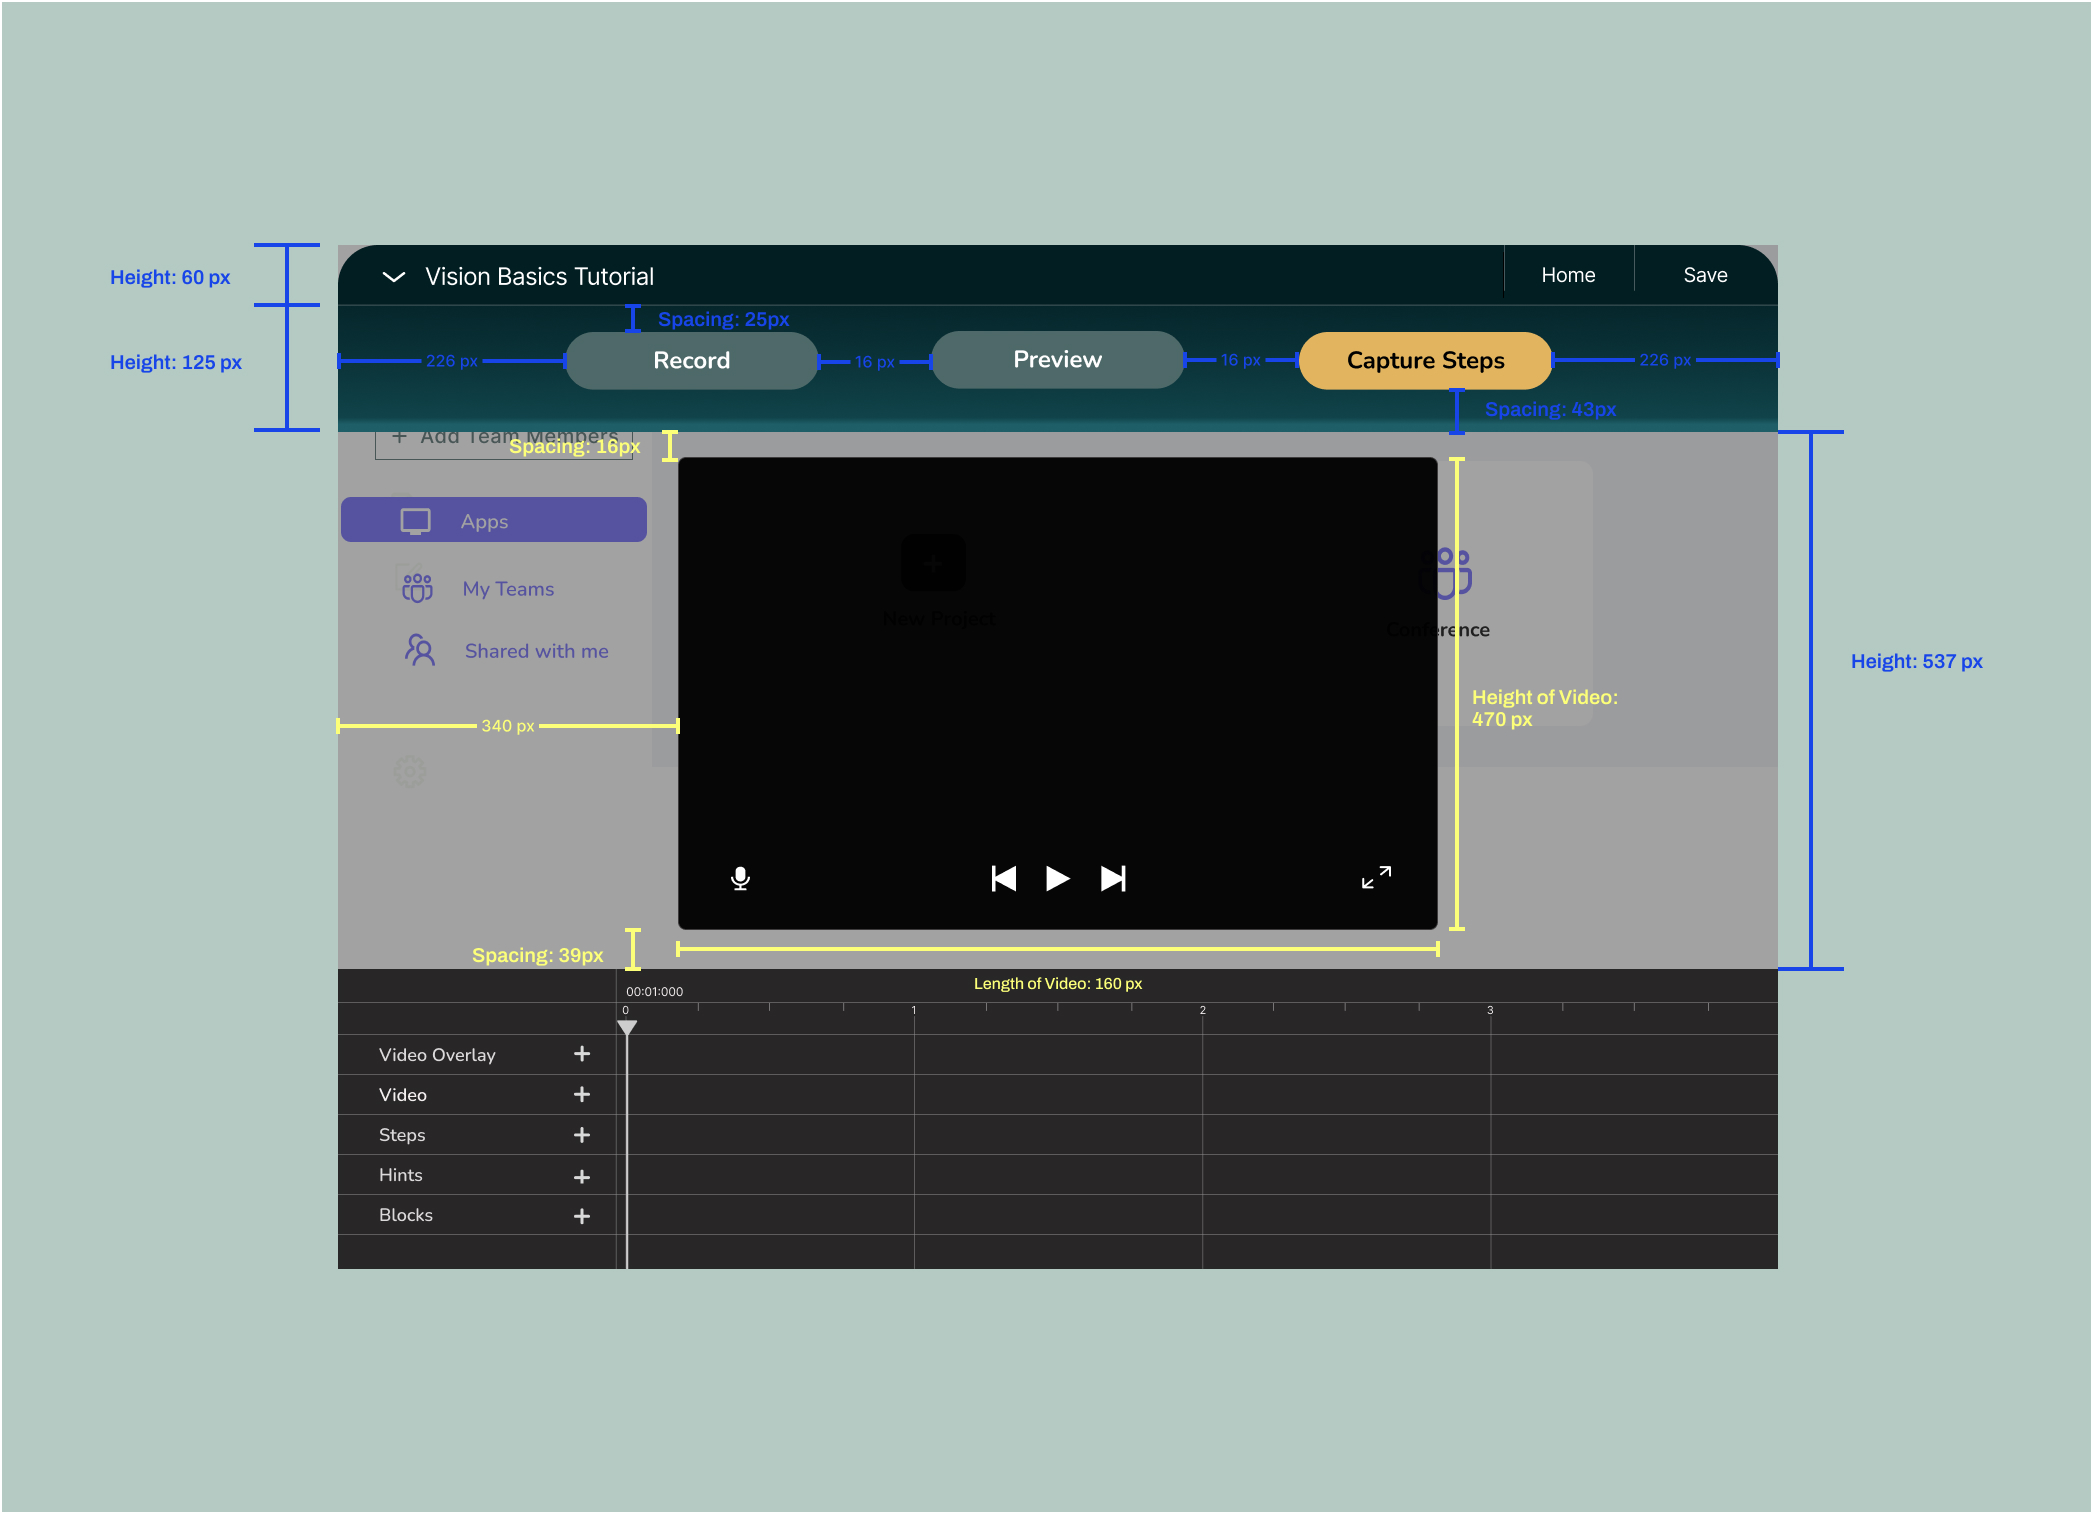 Vision Basics Tutorial
Home
Save
Height: 60 px
Spacing: 25px
Height: 125 px
226 px
Record
16 px
Preview
16 px
Capture Steps
226 px
Spacing: 43px
+ Add Team Members
Spacing: 16px
Apps
My Teams
Shared with me
New Project
Conference
Height: 537 px
Height of Video:
470 px
340 px
Spacing: 39px
Length of Video: 160 px
00:01:000
0
1
2
3
Video Overlay +
Video +
Steps +
Hints +
Blocks +